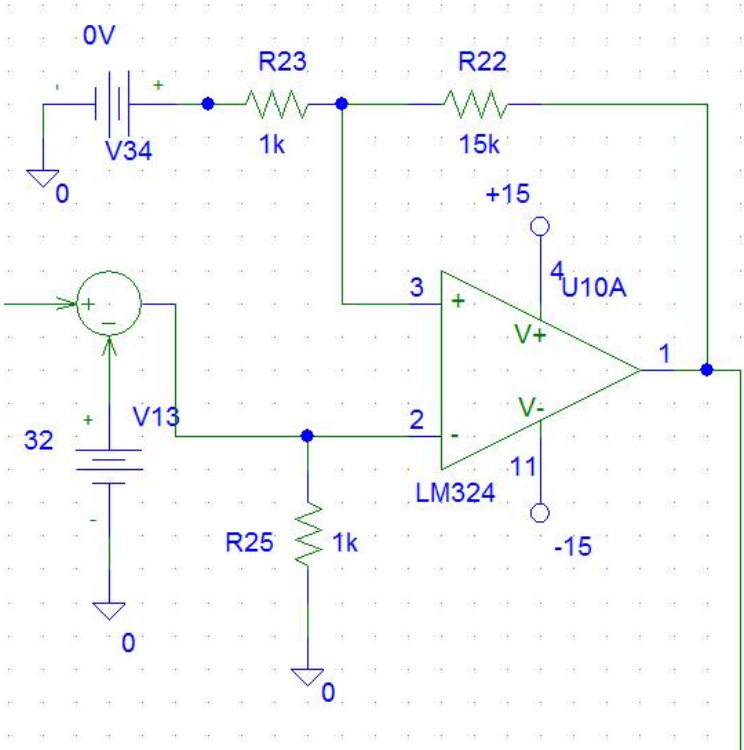 0V
R23
R22
- +
V34
1k
15k
0
+15
4
U10A
3
+
V+
+
-
1
V13
+
32
2
-
V-
11
LM324
-
R25
1k
-15
0
0